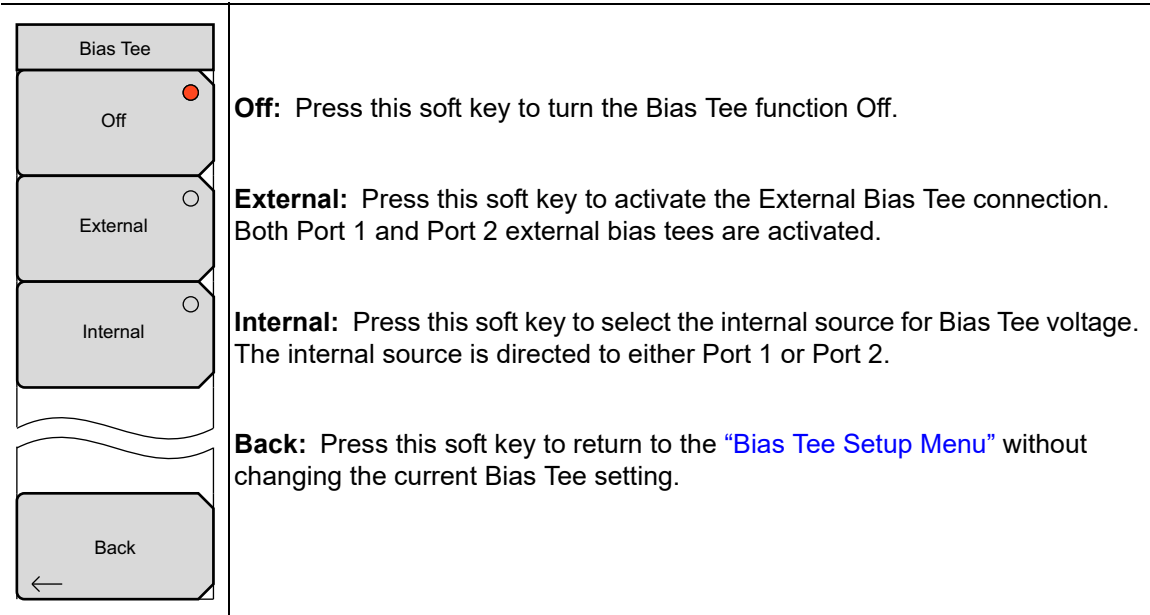 Bias Tee
Off
External
Internal
Back
Off: Press this soft key to turn the Bias Tee function Off.
External: Press this soft key to activate the External Bias Tee connection.
Both Port 1 and Port 2 external bias tees are activated.
Internal: Press this soft key to select the internal source for Bias Tee voltage.
The internal source is directed to either Port 1 or Port 2.
Back: Press this soft key to return to the “Bias Tee Setup Menu” without
changing the current Bias Tee setting.